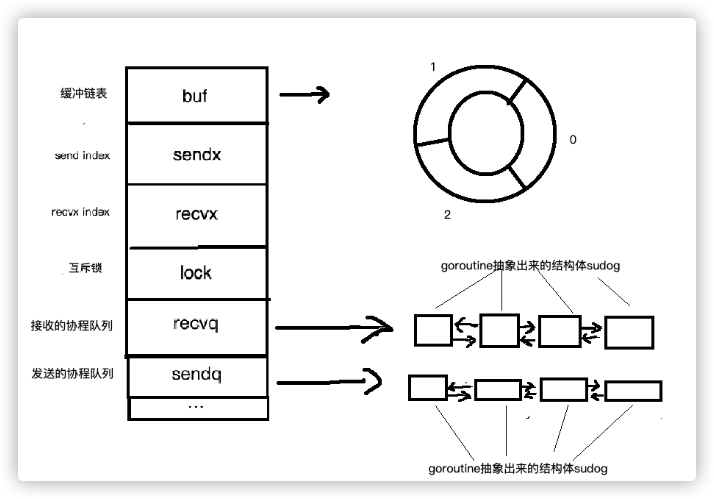 缓冲链表
buf
1
0
2
send index
sendx
recvx index
recvx
互斥锁
lock
接收的协程队列
recvq
goroutine抽象出来的结构体sudog
发送的协程队列
sendq
...
goroutine抽象出来的结构体sudog